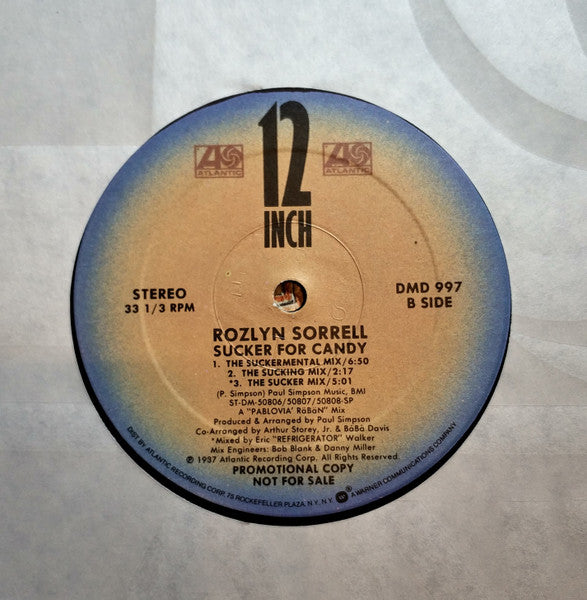 ATLANTIC
12
INCH
ATLANTIC
STEREO
33 1/3 RPM
DMD 997
B SIDE
ROZLYN SORRELL
SUCKER FOR CANDY
1. THE SUCKERMENTAL MIX/6:50
2. THE SUCKING MIX/2:17
*3. THE SUCKER MIX/5:01
(P. Simpson) Paul Simpson Music, BMI
ST-DM-50806/50807/50808-SP
A "PABLOVIA' RāBāN" Mix
Produced & Arranged by Paul Simpson
Co-Arranged by Arthur Storey, Jr. & BāBa Davis
*Mixed by Eric "REFRIGERATOR" Walker
Mix Engineers: Bob Blank & Danny Miller
℗ 1987 Atlantic Recording Corp. All Rights Reserved
PROMOTIONAL COPY
NOT FOR SALE
DIST. BY ATLANTIC RECORDING CORP. 75 ROCKEFELLER PLAZA, N.Y. N.Y. A WARNER COMMUNICATIONS COMPANY